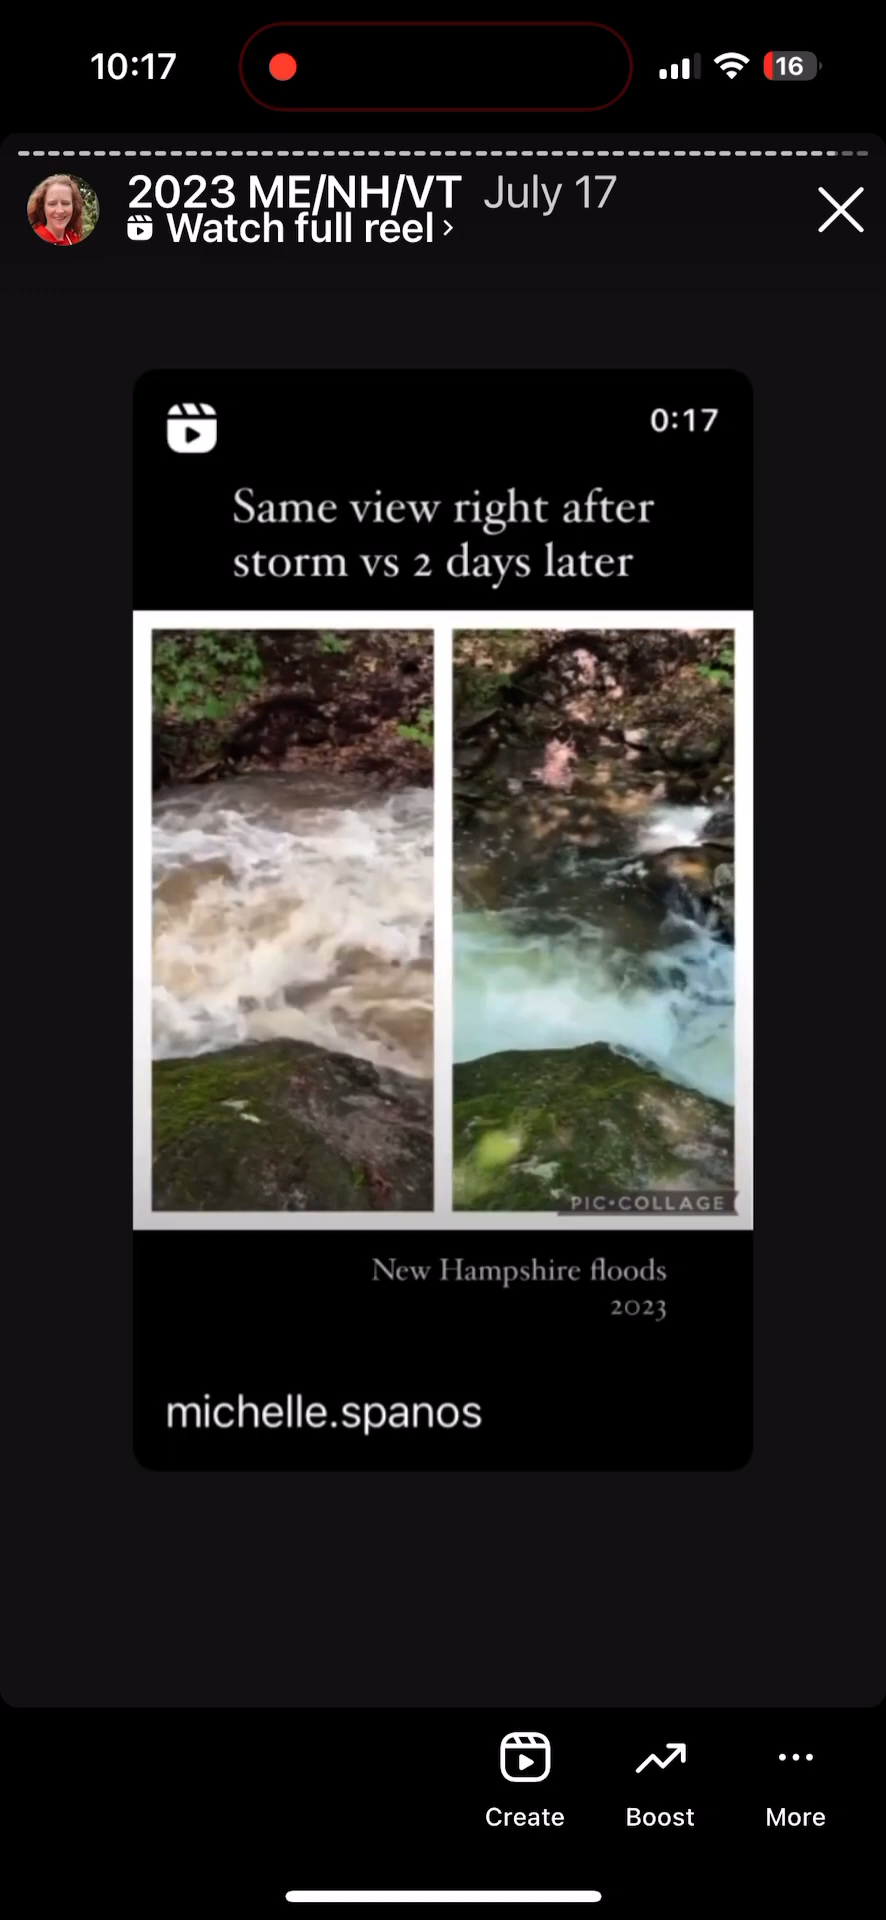 10:17
16
2023 ME/NH/VT July 17
Watch full reel ›
0:17
Same view right after
storm vs 2 days later
PIC•COLLAGE
New Hampshire floods
2023
michelle.spanos
Create Boost More